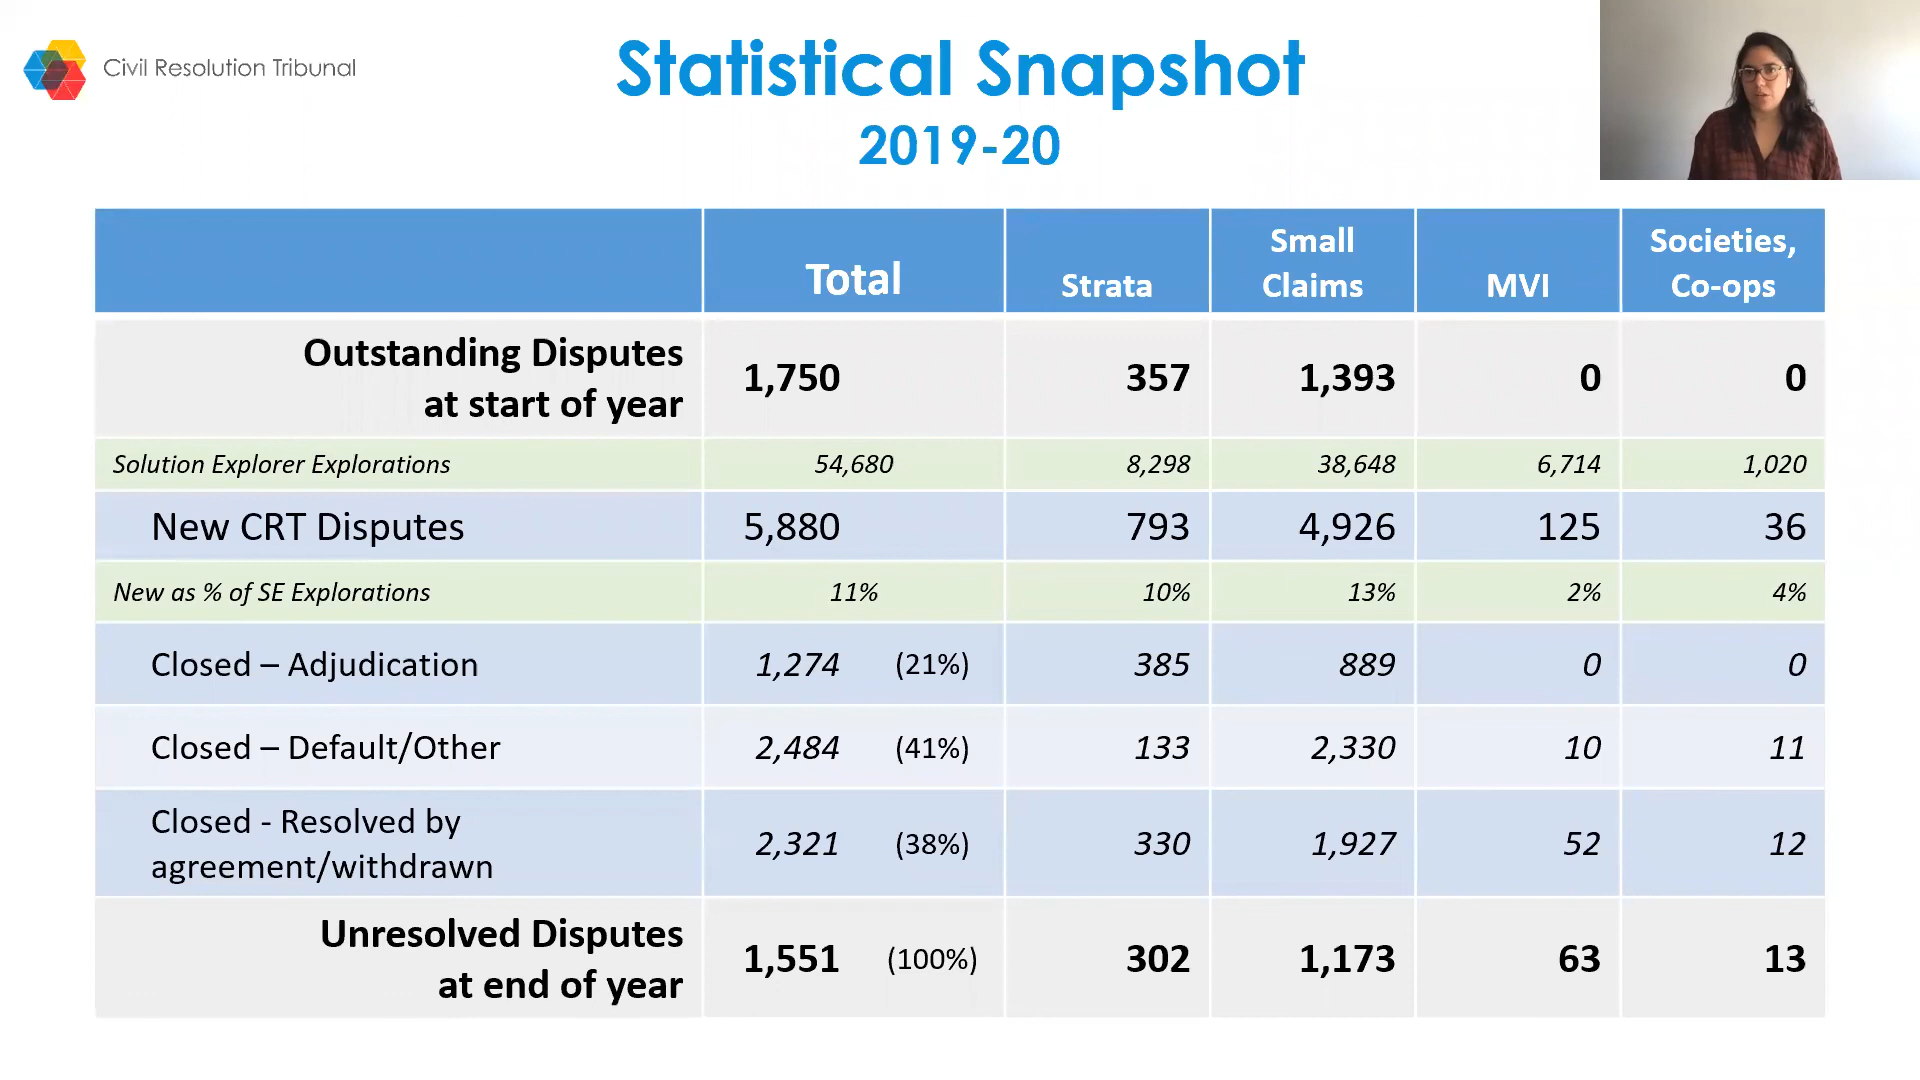 Civil Resolution Tribunal
Statistical Snapshot
2019-20
Total
Strata
Small
Claims
MVI
Societies,
Co-ops
Outstanding Disputes
at start of year
1,750 357 1,393 0 0
Solution Explorer Explorations 54,680 8,298 38,648 6,714 1,020
New CRT Disputes 5,880 793 4,926 125 36
New as % of SE Explorations 11% 10% 13% 2% 4%
Closed – Adjudication 1,274 (21%) 385 889 0 0
Closed – Default/Other 2,484 (41%) 133 2,330 10 11
Closed - Resolved by
agreement/withdrawn
2,321 (38%) 330 1,927 52 12
Unresolved Disputes
at end of year
1,551 (100%) 302 1,173 63 13